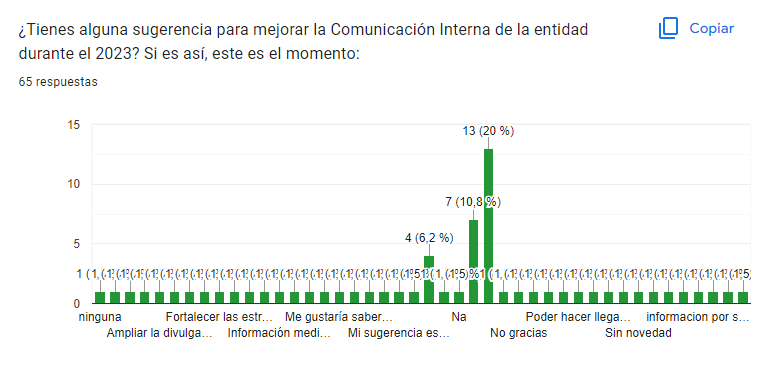 ¿Tienes alguna sugerencia para mejorar la Comunicación Interna de la entidad
durante el 2023? Si es así, este es el momento:
Copiar
65 respuestas
15
13 (20 %)
10
7 (10,8 %)
4 (6,2 %)
5
0
ninguna
Fortalecer las estr…
Me gustaría saber…
Na
Poder hacer llega…
informacion por s…
Ampliar la divulga…
Información medi…
Mi sugerencia es…
No gracias
Sin novedad